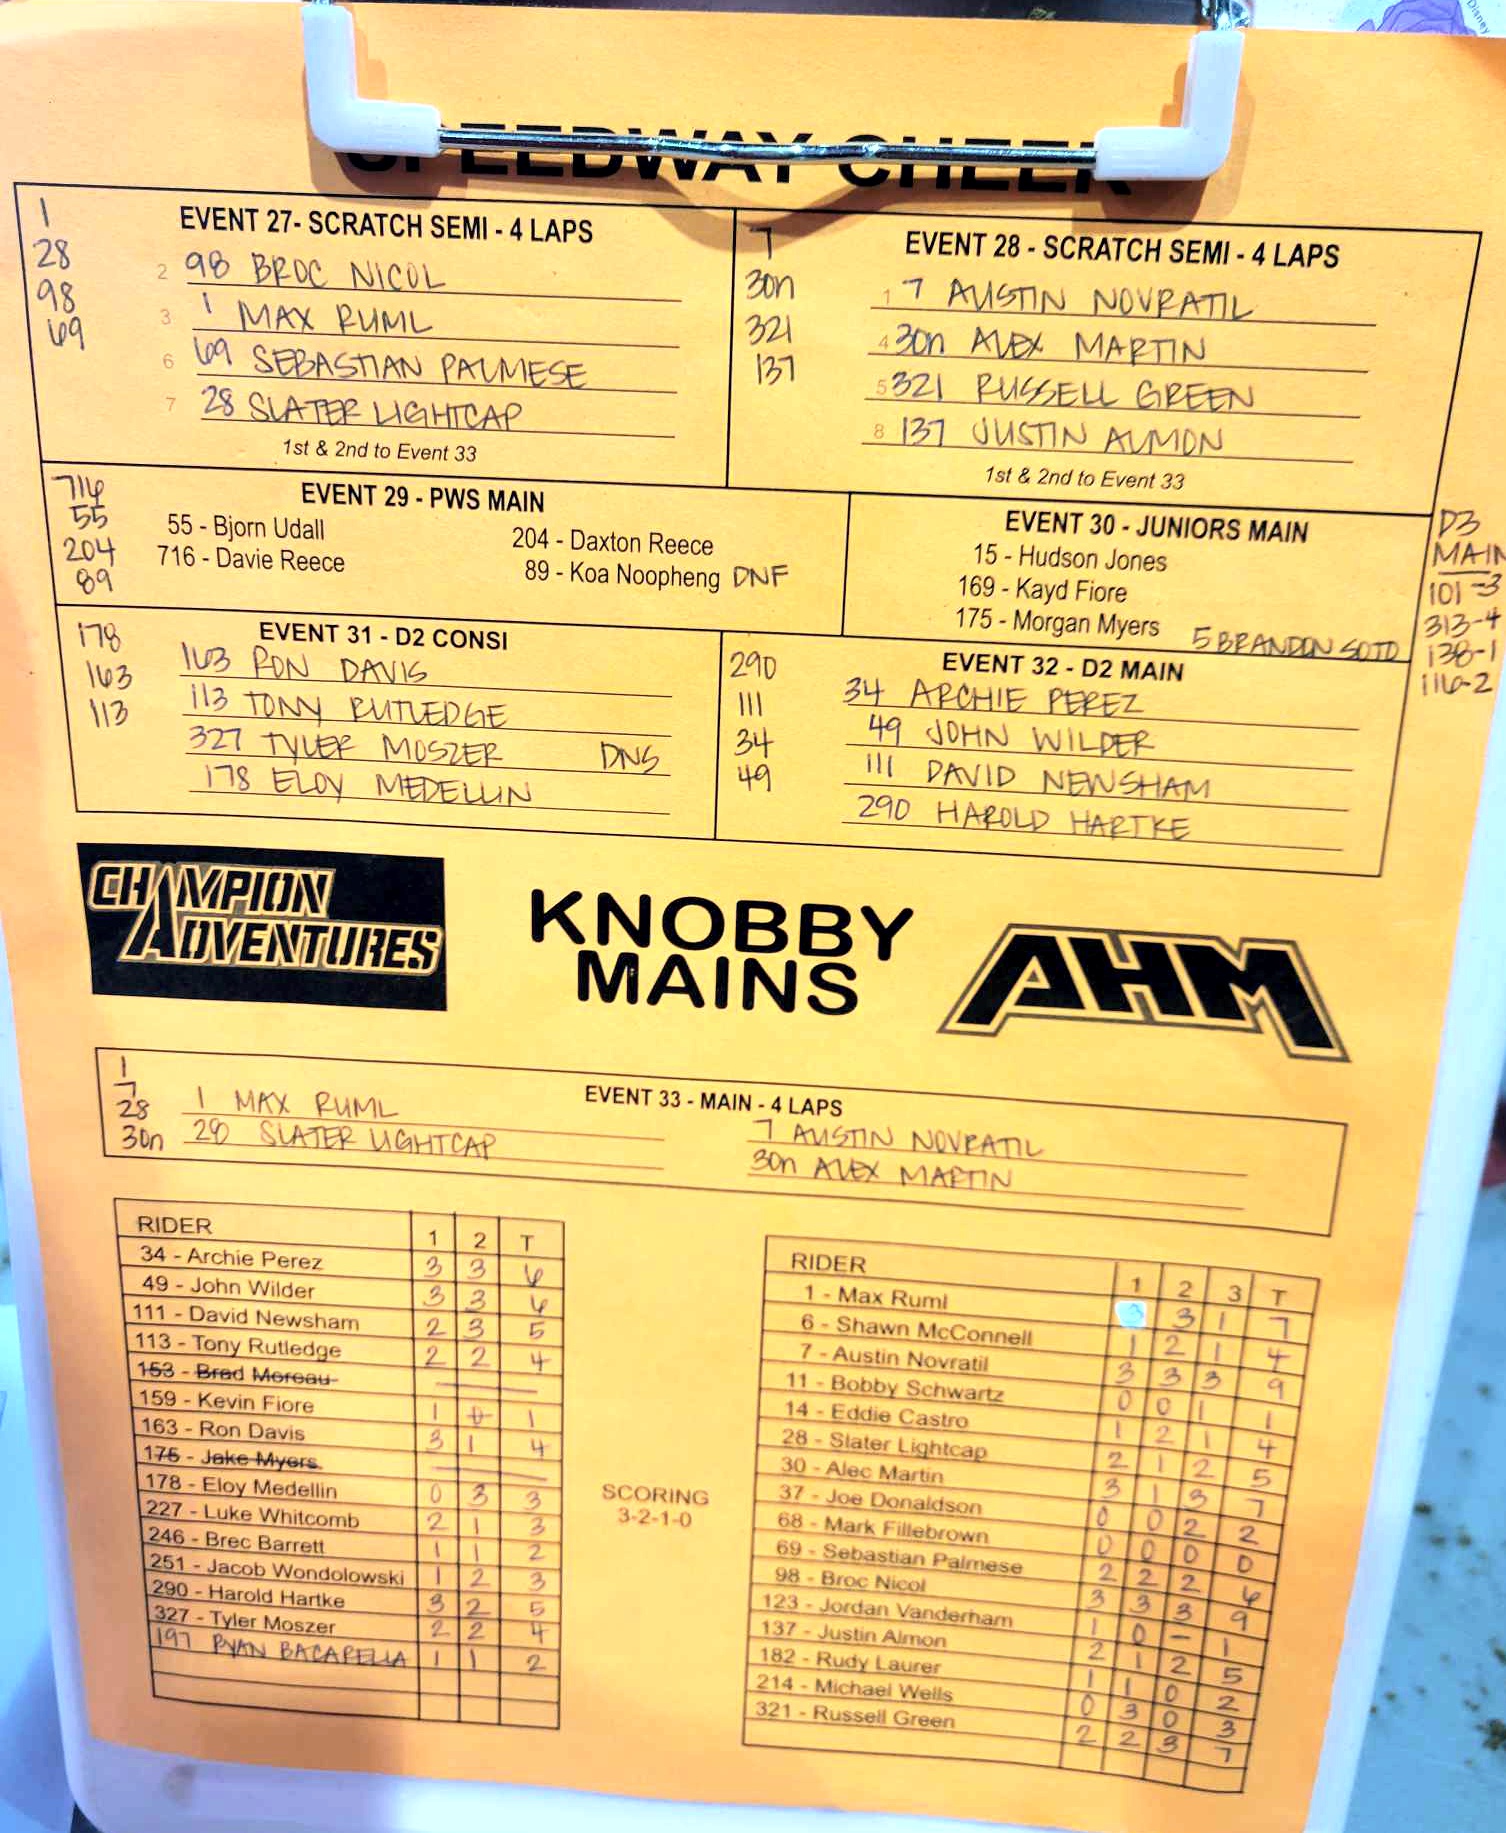 SPEEDWAY CHEER
Disney
EVENT 27- SCRATCH SEMI - 4 LAPS
1
28
98
69
2 98 BROC NICOL
3 1 MAX RUML
6 69 SEBASTIAN PALMESE
7 28 SLATER LIGHTCAP
1st & 2nd to Event 33
EVENT 28 - SCRATCH SEMI - 4 LAPS
7
30n
321
137
1 7 AUSTIN NOVRATIL
4 30n ALEX MARTIN
5 321 RUSSELL GREEN
8 137 JUSTIN ALMON
1st & 2nd to Event 33
EVENT 29 - PWS MAIN
716
55
204
89
55 - Bjorn Udall
716 - Davie Reece
204 - Daxton Reece
89 - Koa Noopheng DNF
EVENT 30 - JUNIORS MAIN
15 - Hudson Jones
169 - Kayd Fiore
175 - Morgan Myers
5 BRANDON SOTO
D3
MAIN
101-3
313-4
138-1
116-2
EVENT 31 - D2 CONSI
178
163
113
163 RON DAVIS
113 TONY RUTLEDGE
327 TYLER MOSZER DNS
178 ELOY MEDELLIN
EVENT 32 - D2 MAIN
290
111
34
49
34 ARCHIE PEREZ
49 JOHN WILDER
111 DAVID NEWSHAM
290 HAROLD HARTKE
CHAMPION
ADVENTURES
KNOBBY
MAINS
AHM
EVENT 33 - MAIN - 4 LAPS
1
7
28
30n
1 MAX RUML
28 SLATER LIGHTCAP
7 AUSTIN NOVRATIL
30n ALEX MARTIN
RIDER 1 2 T
34 - Archie Perez 3 3 6
49 - John Wilder 3 3 6
111 - David Newsham 2 3 5
113 - Tony Rutledge 2 2 4
153 - Brad Moreau
159 - Kevin Fiore 1 0 1
163 - Ron Davis 3 1 4
175 - Jake Myers
178 - Eloy Medellin 0 3 3
227 - Luke Whitcomb 2 1 3
246 - Brec Barrett 1 1 2
251 - Jacob Wondolowski 1 2 3
290 - Harold Hartke 3 2 5
327 - Tyler Moszer 2 2 4
197 RYAN BACARELLA 1 1 2
SCORING
3-2-1-0
RIDER 1 2 3 T
1 - Max Ruml 3 3 1 7
6 - Shawn McConnell 1 2 1 4
7 - Austin Novratil 3 3 3 9
11 - Bobby Schwartz 0 0 1 1
14 - Eddie Castro 1 2 1 4
28 - Slater Lightcap 2 1 2 5
30 - Alec Martin 3 1 3 7
37 - Joe Donaldson 0 0 2 2
68 - Mark Fillebrown 0 0 0 0
69 - Sebastian Palmese 2 2 2 6
98 - Broc Nicol 3 3 3 9
123 - Jordan Vanderham 1 0 - 1
137 - Justin Almon 2 1 2 5
182 - Rudy Laurer 1 1 0 2
214 - Michael Wells 0 3 0 3
321 - Russell Green 2 2 3 7